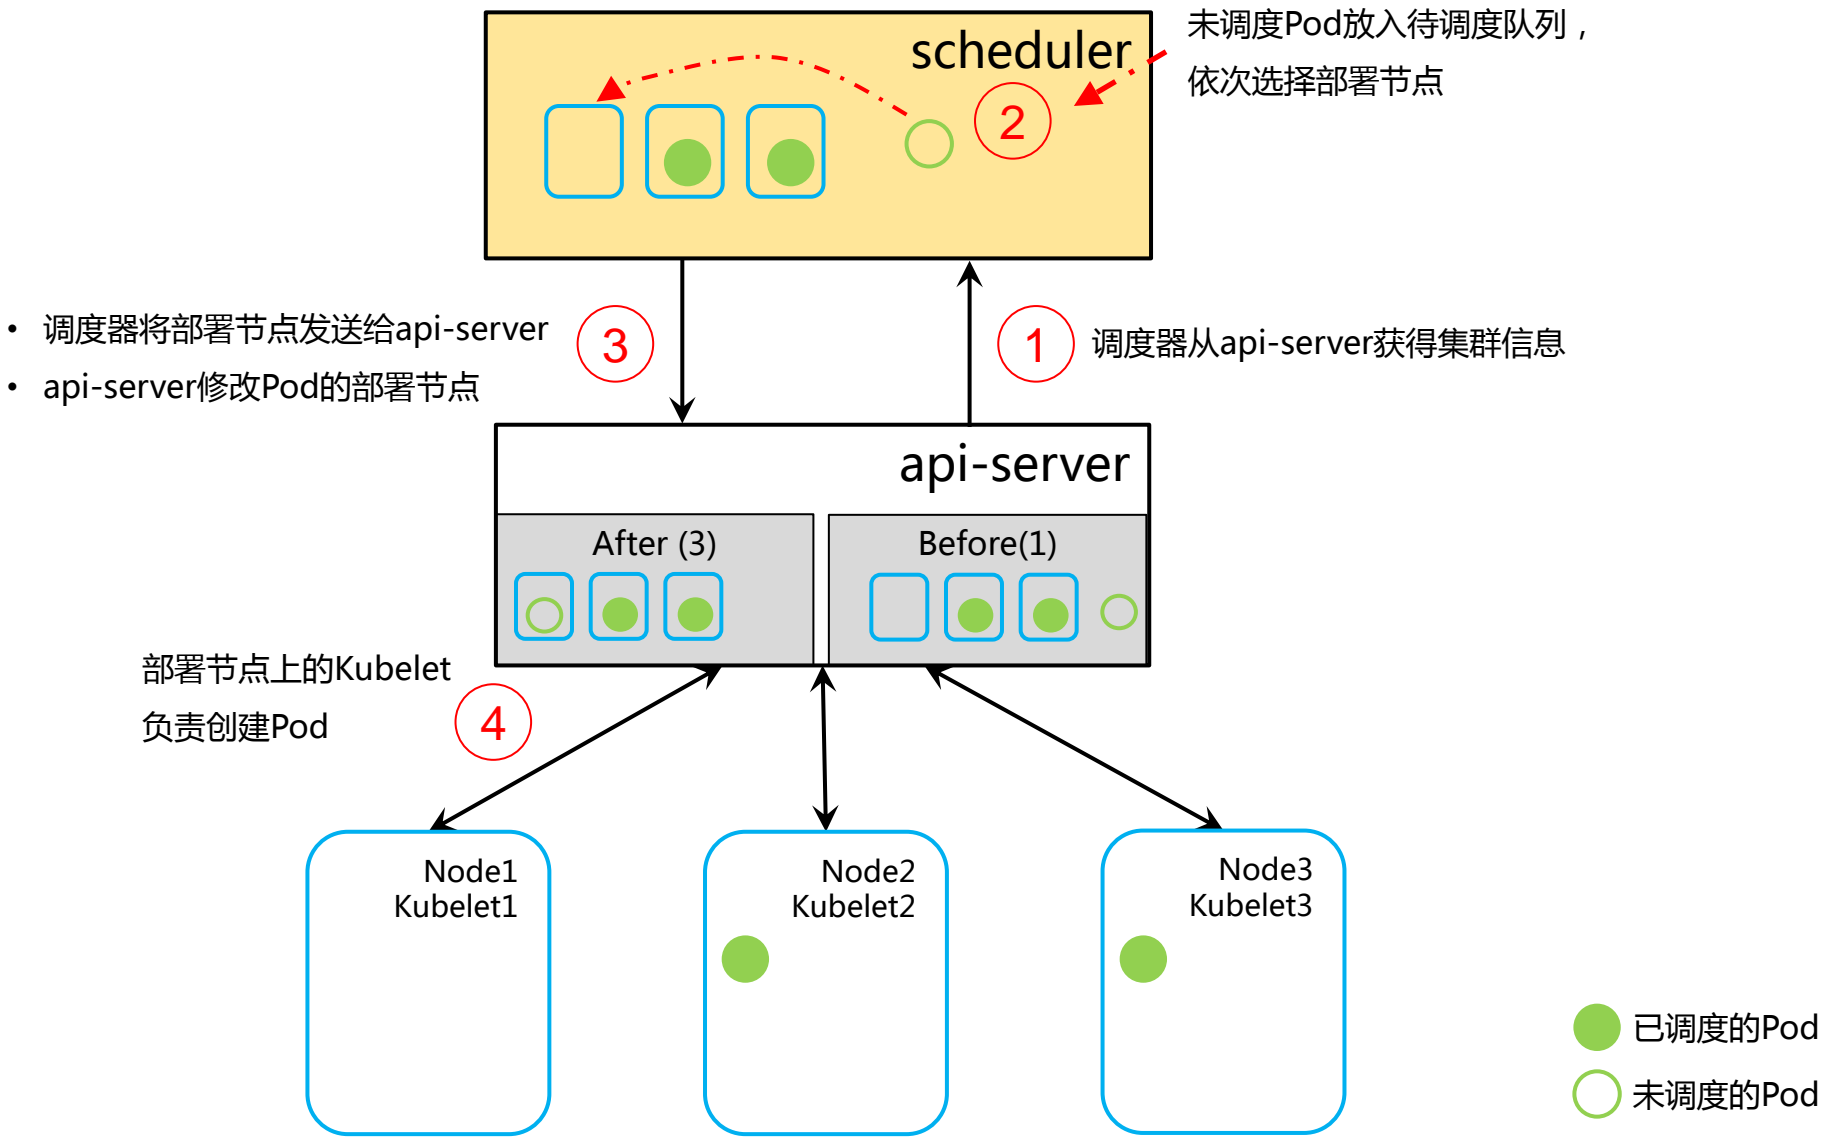 scheduler
未调度Pod放入待调度队列，
依次选择部署节点
2
• 调度器将部署节点发送给api-server
• api-server修改Pod的部署节点
3
1
调度器从api-server获得集群信息
api-server
After (3)
Before(1)
部署节点上的Kubelet
负责创建Pod
4
Node1
Kubelet1
Node2
Kubelet2
Node3
Kubelet3
已调度的Pod
未调度的Pod